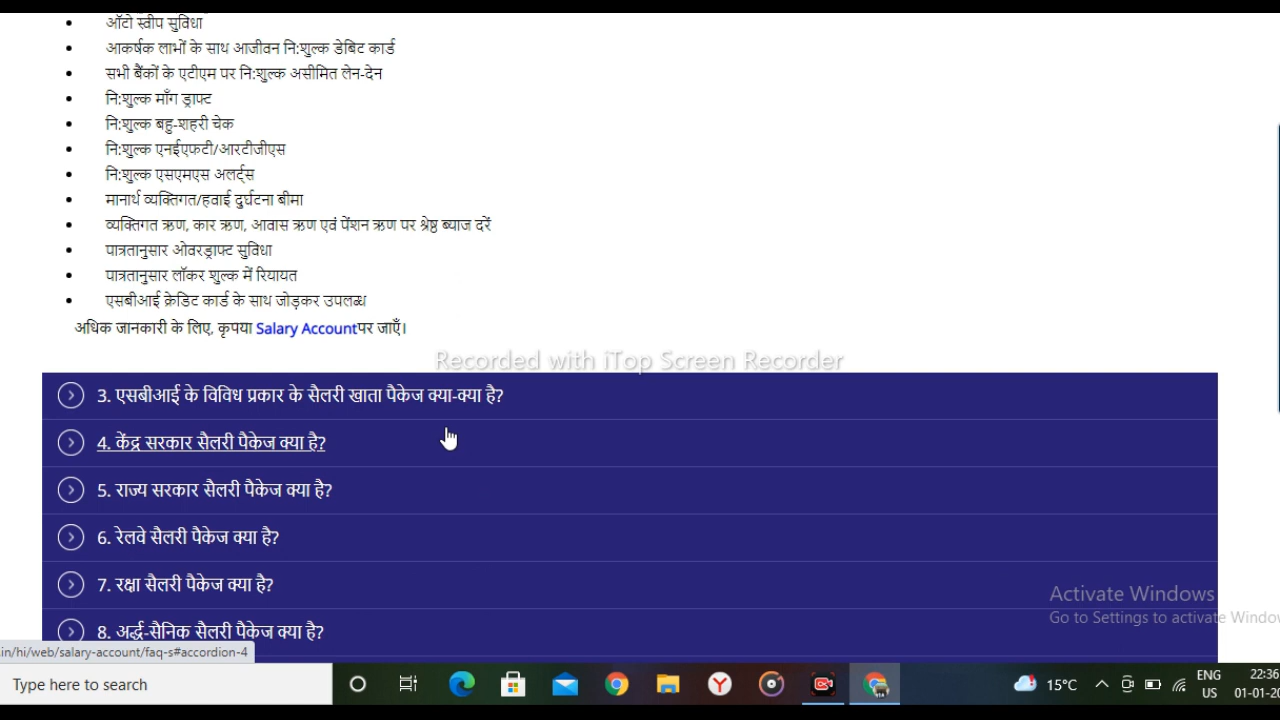 ऑटो स्वीप सुविधा
आकर्षक लाभों के साथ आजीवन नि:शुल्क डेबिट कार्ड
सभी बैंकों के एटीएम पर नि:शुल्क असीमित लेन-देन
नि:शुल्क माँग ड्राफ्ट
नि:शुल्क बहु-शहरी चेक
नि:शुल्क एनईएफटी/आरटीजीएस
नि:शुल्क एसएमएस अलर्ट्स
मानार्थ व्यक्तिगत/हवाई दुर्घटना बीमा
व्यक्तिगत ऋण, कार ऋण, आवास ऋण एवं पेंशन ऋण पर श्रेष्ठ ब्याज दरें
पात्रतानुसार ओवरड्राफ्ट सुविधा
पात्रतानुसार लॉकर शुल्क में रियायत
एसबीआई क्रेडिट कार्ड के साथ जोड़कर उपलब्ध
अधिक जानकारी के लिए, कृपया Salary Accountपर जाएँ।
Recorded with iTop Screen Recorder
3. एसबीआई के विविध प्रकार के सैलरी खाता पैकेज क्या-क्या है?
4. केंद्र सरकार सैलरी पैकेज क्या है?
5. राज्य सरकार सैलरी पैकेज क्या है?
6. रेलवे सैलरी पैकेज क्या है?
7. रक्षा सैलरी पैकेज क्या है?
Activate Windows
Go to Settings to activate Windo
8. अर्द्ध-सैनिक सैलरी पैकेज क्या है?
.in/hi/web/salary-account/faq-s#accordion-4
Type here to search
15°C
ENG
US
22:36
01-01-20